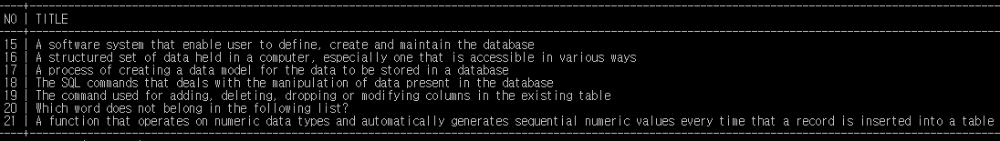 NO | TITLE
15 | A software system that enable user to define, create and maintain the database
16 | A structured set of data held in a computer, especially one that is accessible in various ways
17 | A process of creating a data model for the data to be stored in a database
18 | The SQL commands that deals with the manipulation of data present in the database
19 | The command used for adding, deleting, dropping or modifying columns in the existing table
20 | Which word does not belong in the following list?
21 | A function that operates on numeric data types and automatically generates sequential numeric values every time that a record is inserted into a table